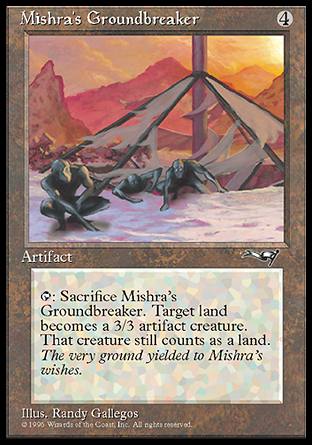 Mishra's Groundbreaker 4
Artifact
: Sacrifice Mishra's
Groundbreaker. Target land
becomes a 3/3 artifact creature.
That creature still counts as a land.
The very ground yielded to Mishra's
wishes.
Illus. Randy Gallegos
© 1996 Wizards of the Coast, Inc. All rights reserved.